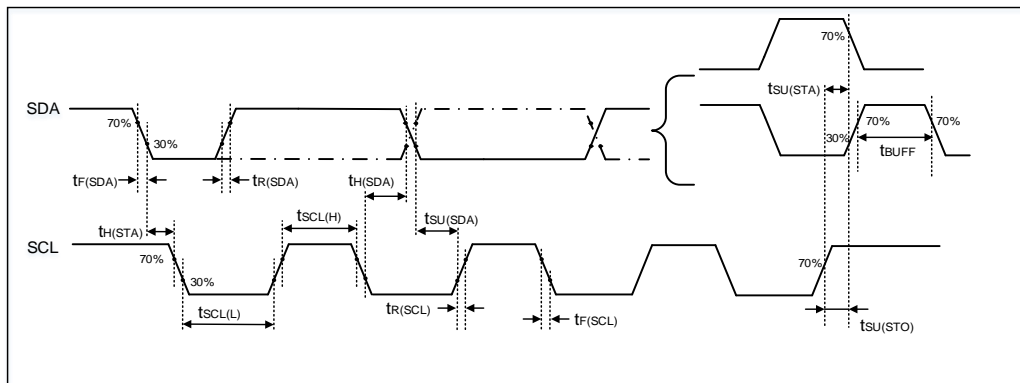 70%
tSU(STA)
SDA
70%
30%
30%
70%
70%
tBUFF
tF(SDA)
tR(SDA)
tH(SDA)
tH(STA)
tSCL(H)
tSU(SDA)
SCL
70%
30%
70%
tSCL(L)
tR(SCL)
tF(SCL)
tSU(STO)